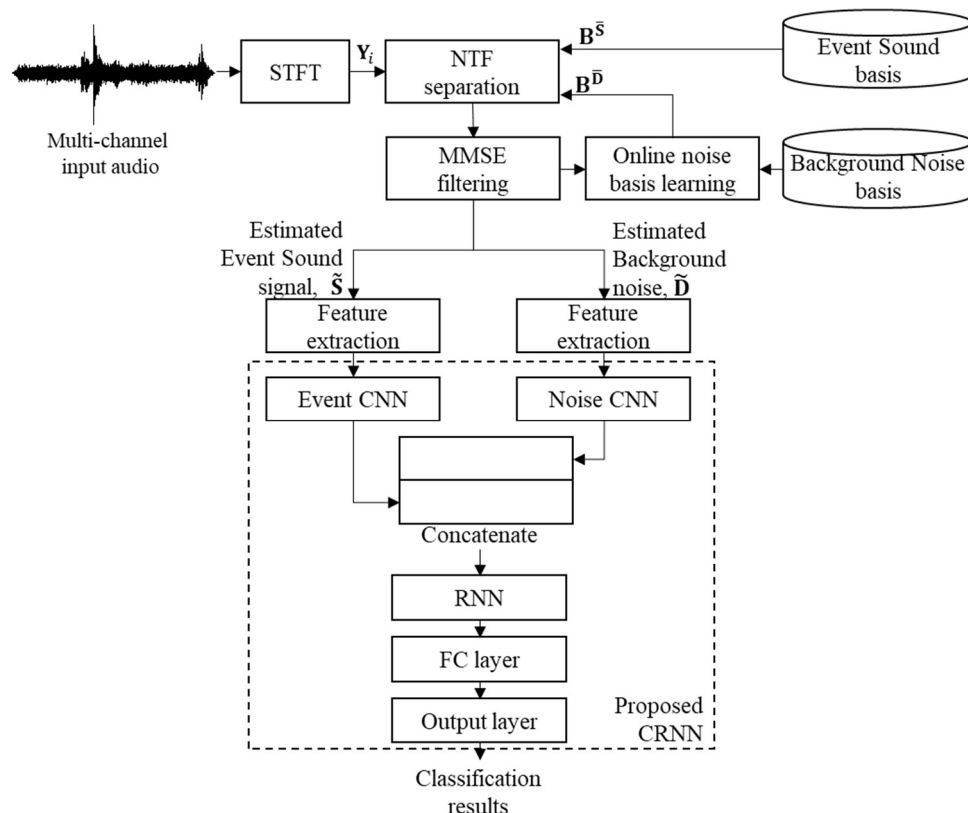 Multi-channel
input audio
STFT
Y_i
NTF
separation
B^S̄
B^D̄
Event Sound
basis
MMSE
filtering
Online noise
basis learning
Background Noise
basis
Estimated
Event Sound
signal, S̃
Estimated
Background
noise, D̃
Feature
extraction
Feature
extraction
Event CNN
Noise CNN
Concatenate
RNN
FC layer
Output layer
Proposed
CRNN
Classification
results